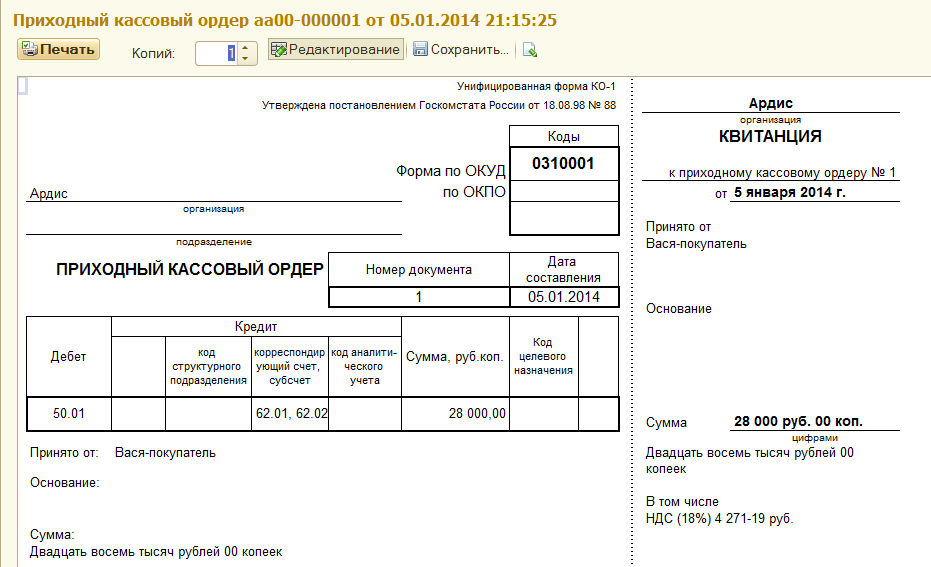 Приходный кассовый ордер аа00-000001 от 05.01.2014 21:15:25
Печать
Копий:
1
Редактирование
Сохранить...
Унифицированная форма КО-1
Утверждена постановлением Госкомстата России от 18.08.98 № 88
Коды
Форма по ОКУД
0310001
по ОКПО
Ардис
организация
подразделение
ПРИХОДНЫЙ КАССОВЫЙ ОРДЕР
Номер документа
Дата
составления
1
05.01.2014
Дебет
Кредит
код
структурного
подразделения
корреспондир
ующий счет,
субсчет
код аналити-
ческого
учета
Сумма, руб.коп.
Код
целевого
назначения
50.01
62.01, 62.02
28 000,00
Принято от:
Вася-покупатель
Основание:
Сумма:
Двадцать восемь тысяч рублей 00 копеек
Ардис
организация
КВИТАНЦИЯ
к приходному кассовому ордеру № 1
от 5 января 2014 г.
Принято от
Вася-покупатель
Основание
Сумма
28 000 руб. 00 коп.
цифрами
Двадцать восемь тысяч рублей 00
копеек
В том числе
НДС (18%) 4 271-19 руб.